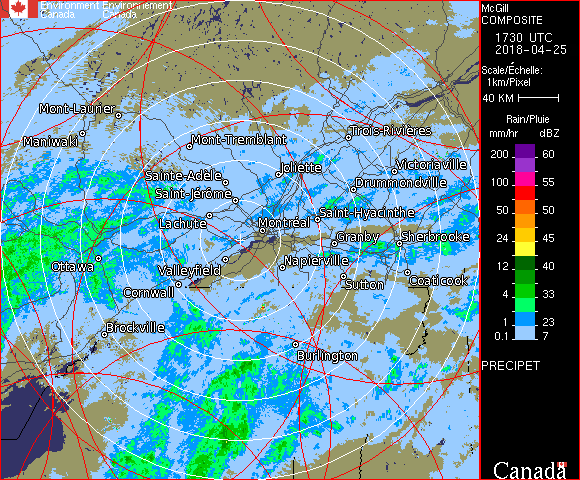 Environment Environnement
Canada Canada
McGill
COMPOSITE
1730 UTC
2018-04-25
Scale/Échelle:
1km/Pixel
40 KM
Rain/Pluie
mm/hr dBZ
200 60
100 55
50 50
24 45
12 40
4 33
1 23
0.1 7
PRECIPET
Canada
Mont-Laurier
Maniwaki
Mont-Tremblant
Trois-Rivières
Sainte-Adèle
Joliette
Victoriaville
Saint-Jérôme
Drummondville
Lachute
Montréal
Saint-Hyacinthe
Granby
Sherbrooke
Ottawa
Valleyfield
Napierville
Cornwall
Sutton
Coaticook
Brockville
Burlington